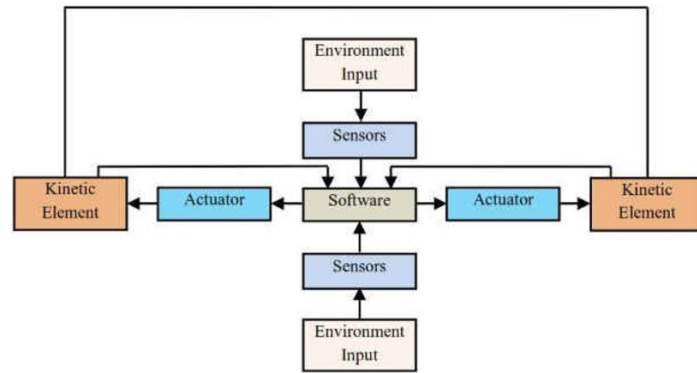 Environment
Input
Sensors
Kinetic
Element
Actuator
Software
Actuator
Kinetic
Element
Sensors
Environment
Input